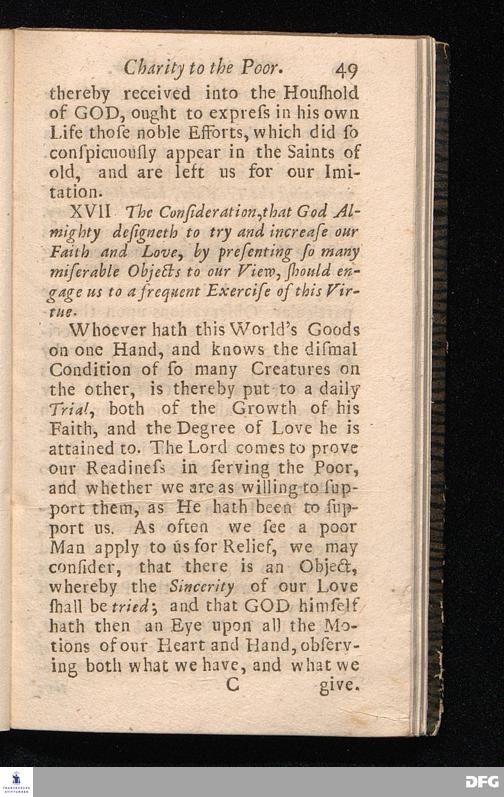 Charity to the Poor. 49
thereby received into the Houſhold
of GOD, ought to expreſs in his own
Life thoſe noble Efforts, which did ſo
conſpicuouſly appear in the Saints of
old, and are left us for our Imi-
tation.
XVII The Conſideration,that God Al-
mighty deſigneth to try and increaſe our
Faith and Love, by preſenting ſo many
miſerable Objects to our View, ſhould en-
gage us to a frequent Exerciſe of this Vir-
tue.
Whoever hath this World's Goods
on one Hand, and knows the diſmal
Condition of ſo many Creatures on
the other, is thereby put to a daily
Trial, both of the Growth of his
Faith, and the Degree of Love he is
attained to. The Lord comes to prove
our Readineſs in ſerving the Poor,
and whether we are as willing to ſup-
port them, as He hath been to ſup-
port us. As often we ſee a poor
Man apply to us for Relief, we may
conſider, that there is an Object,
whereby the Sincerity of our Love
ſhall be tried; and that GOD himſelf
hath then an Eye upon all the Mo-
tions of our Heart and Hand, obſerv-
ing both what we have, and what we
C give.
FRANCKESCHE
STIFTUNGEN
DFG